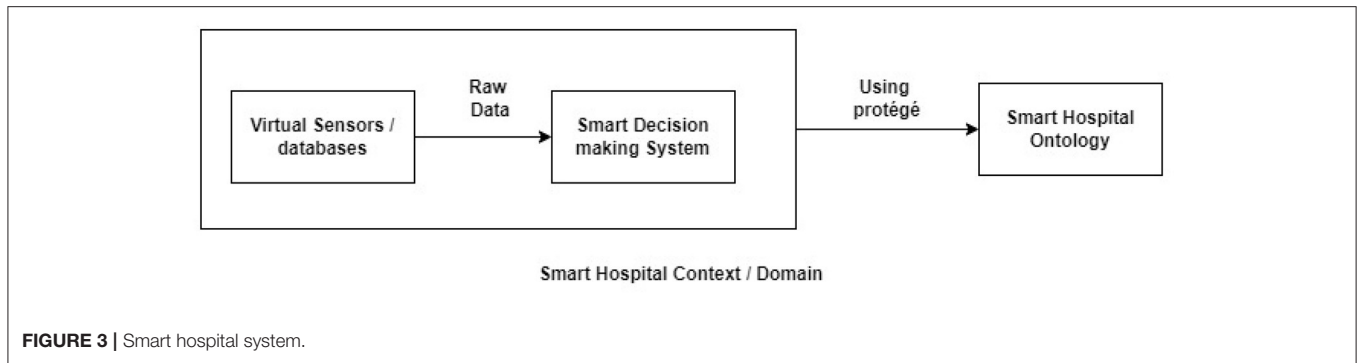 Virtual Sensors /
databases
Raw
Data
Smart Decision
making System
Using
protégé
Smart Hospital
Ontology
Smart Hospital Context / Domain
FIGURE 3 | Smart hospital system.